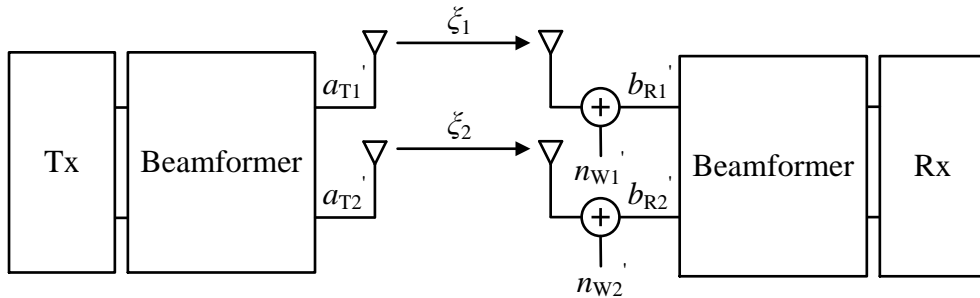 ξ1
aT1'
bR1'
ξ2
nW1'
Tx
Beamformer
Beamformer
Rx
aT2'
bR2'
nW2'